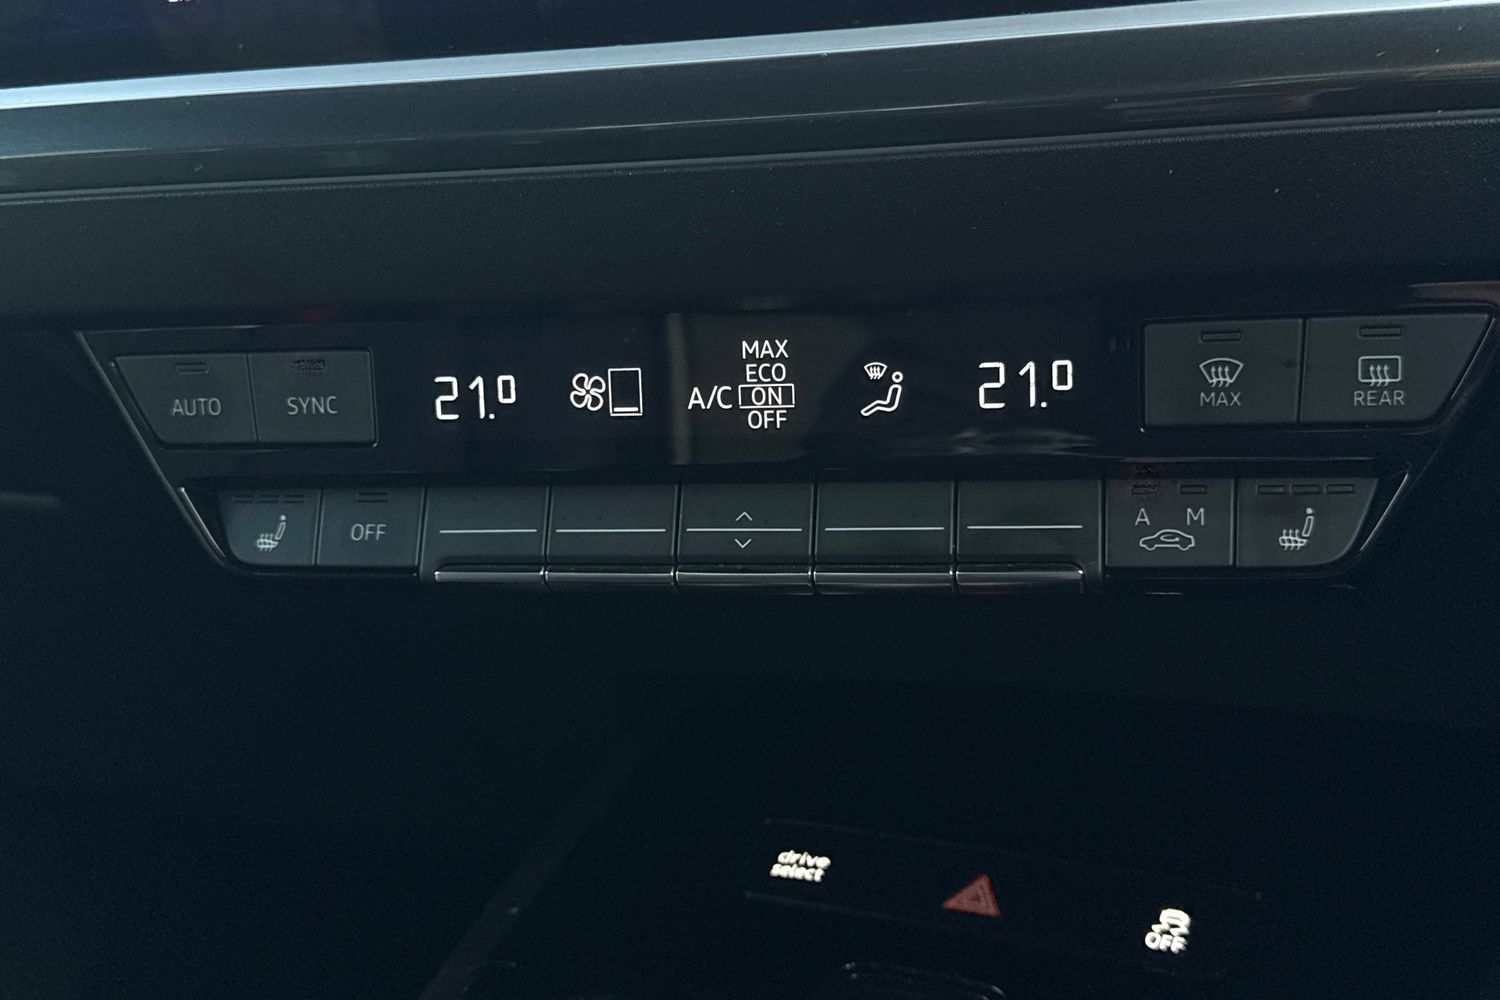 AUTO
SYNC
21.0
MAX
ECO
A/C ON
OFF
21.0
MAX
REAR
OFF
A M
drive
select
OFF